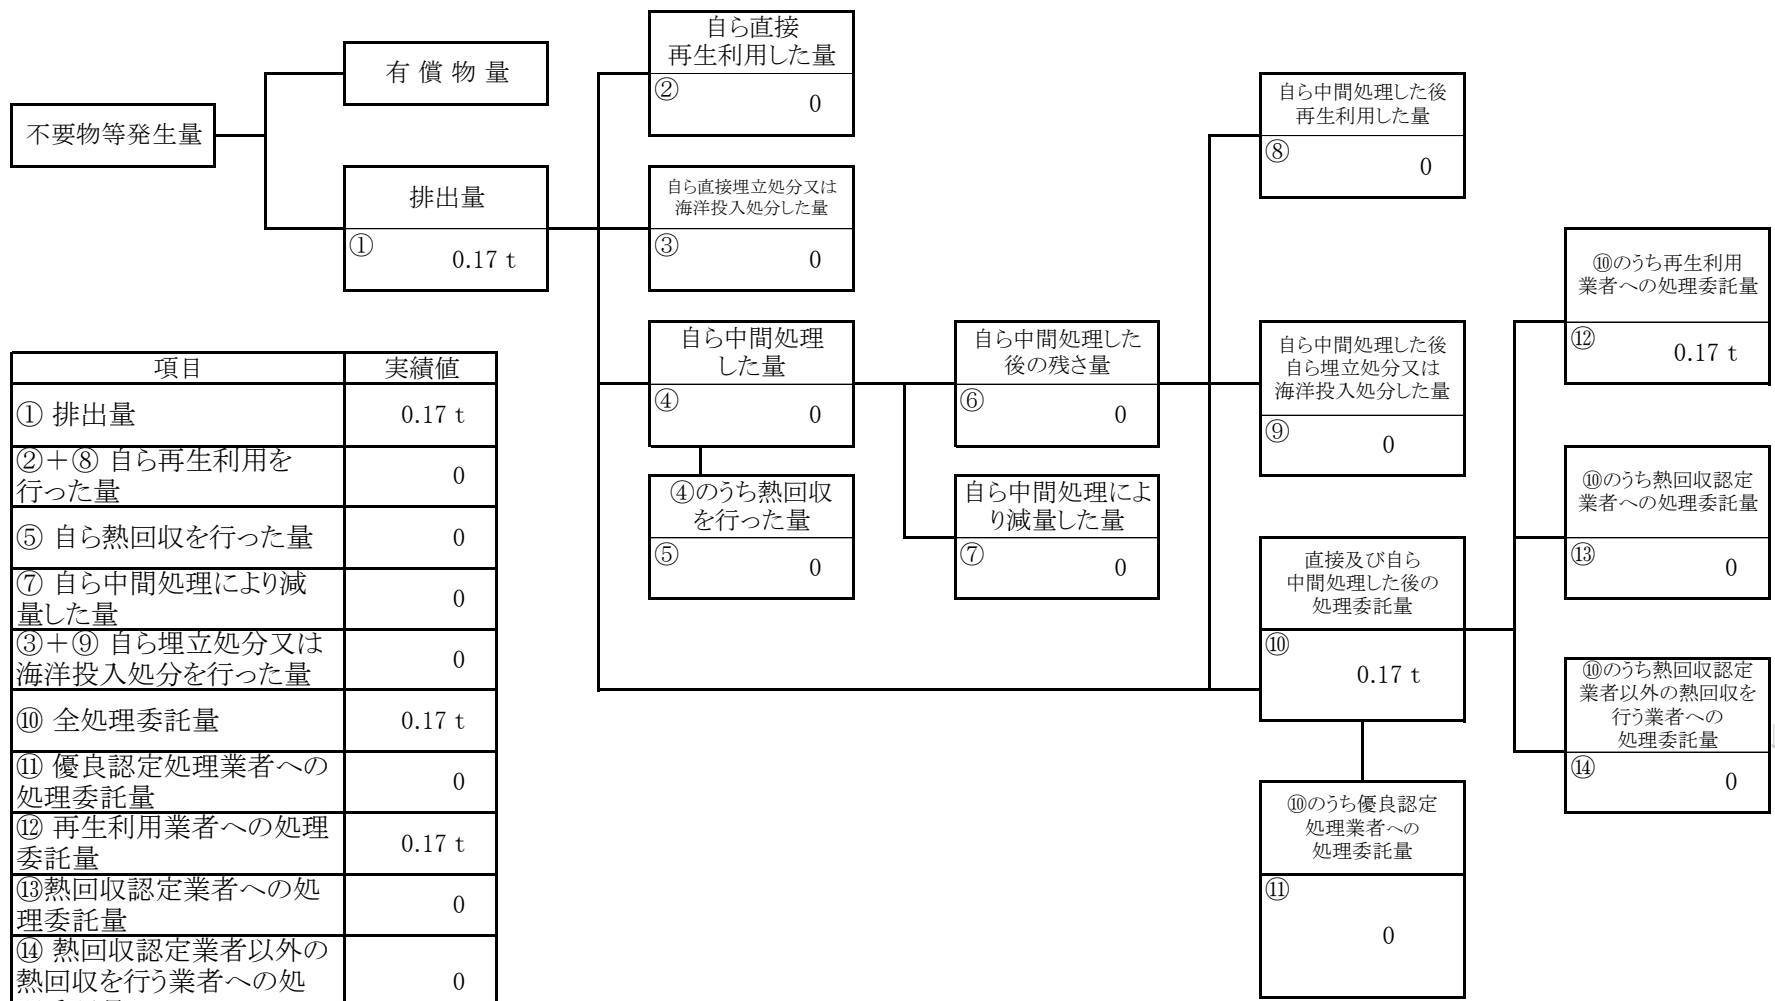 不要物等発生量
有 償 物 量
排出量
①
0.17 t
自ら直接
再生利用した量
②
0
自ら直接埋立処分又は
海洋投入処分した量
③
0
自ら中間処理
した量
④
0
④のうち熱回収
を行った量
⑤
0
自ら中間処理した
後の残さ量
⑥
0
自ら中間処理によ
り減量した量
⑦
0
自ら中間処理した後
再生利用した量
⑧
0
自ら中間処理した後
自ら埋立処分又は
海洋投入処分した量
⑨
0
直接及び自ら
中間処理した後の
処理委託量
⑩
0.17 t
⑩のうち優良認定
処理業者への
処理委託量
⑪
0
⑩のうち再生利用
業者への処理委託量
⑫
0.17 t
⑩のうち熱回収認定
業者への処理委託量
⑬
0
⑩のうち熱回収認定
業者以外の熱回収を
行う業者への
処理委託量
⑭
0
項目 実績値
① 排出量 0.17 t
②+⑧ 自ら再生利用を
行った量 0
⑤ 自ら熱回収を行った量 0
⑦ 自ら中間処理により減
量した量 0
③+⑨ 自ら埋立処分又は
海洋投入処分を行った量 0
⑩ 全処理委託量 0.17 t
⑪ 優良認定処理業者への
処理委託量 0
⑫ 再生利用業者への処理
委託量 0.17 t
⑬熱回収認定業者への処
理委託量 0
⑭ 熱回収認定業者以外の
熱回収を行う業者への処 0